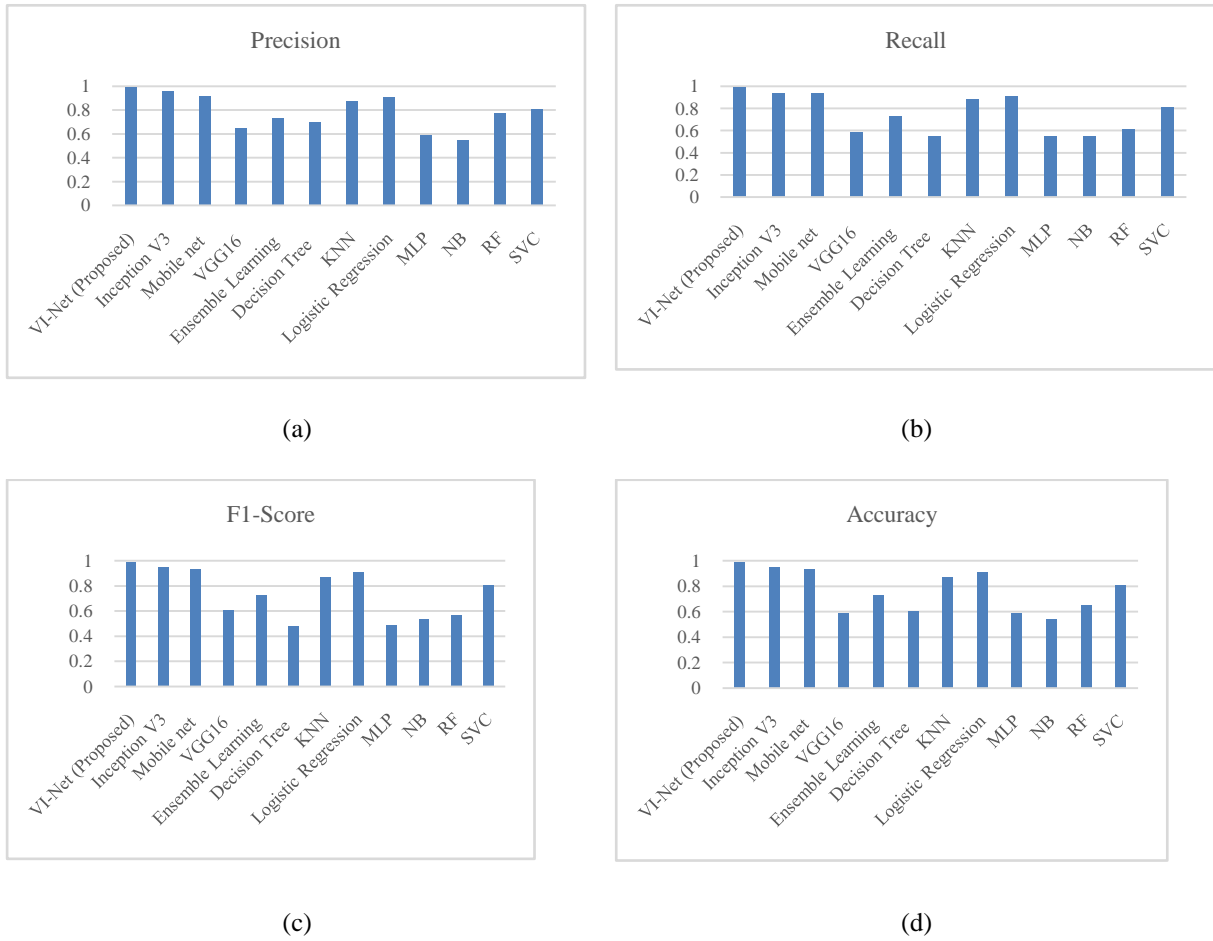 Precision
1
0.8
0.6
0.4
0.2
0
VI-Net (Proposed)
Inception V3
Mobile net
VGG16
Ensemble Learning
Decision Tree
KNN
Logistic Regression
MLP
NB
RF
SVC
(a)
Recall
1
0.8
0.6
0.4
0.2
0
VI-Net (Proposed)
Inception V3
Mobile net
VGG16
Ensemble Learning
Decision Tree
KNN
Logistic Regression
MLP
NB
RF
SVC
(b)
F1-Score
1
0.8
0.6
0.4
0.2
0
VI-Net (Proposed)
Inception V3
Mobile net
VGG16
Ensemble Learning
Decision Tree
KNN
Logistic Regression
MLP
NB
RF
SVC
(c)
Accuracy
1
0.8
0.6
0.4
0.2
0
VI-Net (Proposed)
Inception V3
Mobile net
VGG16
Ensemble Learning
Decision Tree
KNN
Logistic Regression
MLP
NB
RF
SVC
(d)